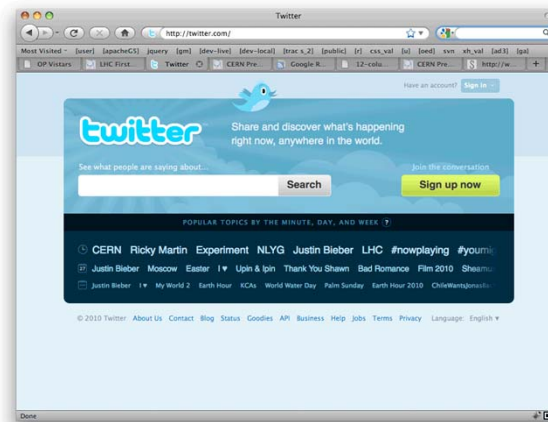 Twitter
http://twitter.com/
Most Visited [user] [apacheGS] jquery [gm] [dev-live] [dev-local] [trac s_2] [public] [r] css_val [u] [oed] svn xh_val [ad3] [ga]
OP Vistars LHC First... Twitter CERN Pre... Google R... 12-colu... CERN Pre... http://w...
Have an account? Sign in
twitter
Share and discover what's happening
right now, anywhere in the world.
See what people are saying about...
Join the conversation
Search
Sign up now
POPULAR TOPICS BY THE MINUTE, DAY, AND WEEK ?
CERN Ricky Martin Experiment NLYG Justin Bieber LHC #nowplaying #youmig
Justin Bieber Moscow Easter I ♥ Upin & Ipin Thank You Shawn Bad Romance Film 2010 Sheamu
Justin Bieber I ♥ My World 2 Earth Hour KCAs World Water Day Palm Sunday Earth Hour 2010
© 2010 Twitter About Us Contact Blog Status Goodies API Business Help Jobs Terms Privacy Language: English
Done